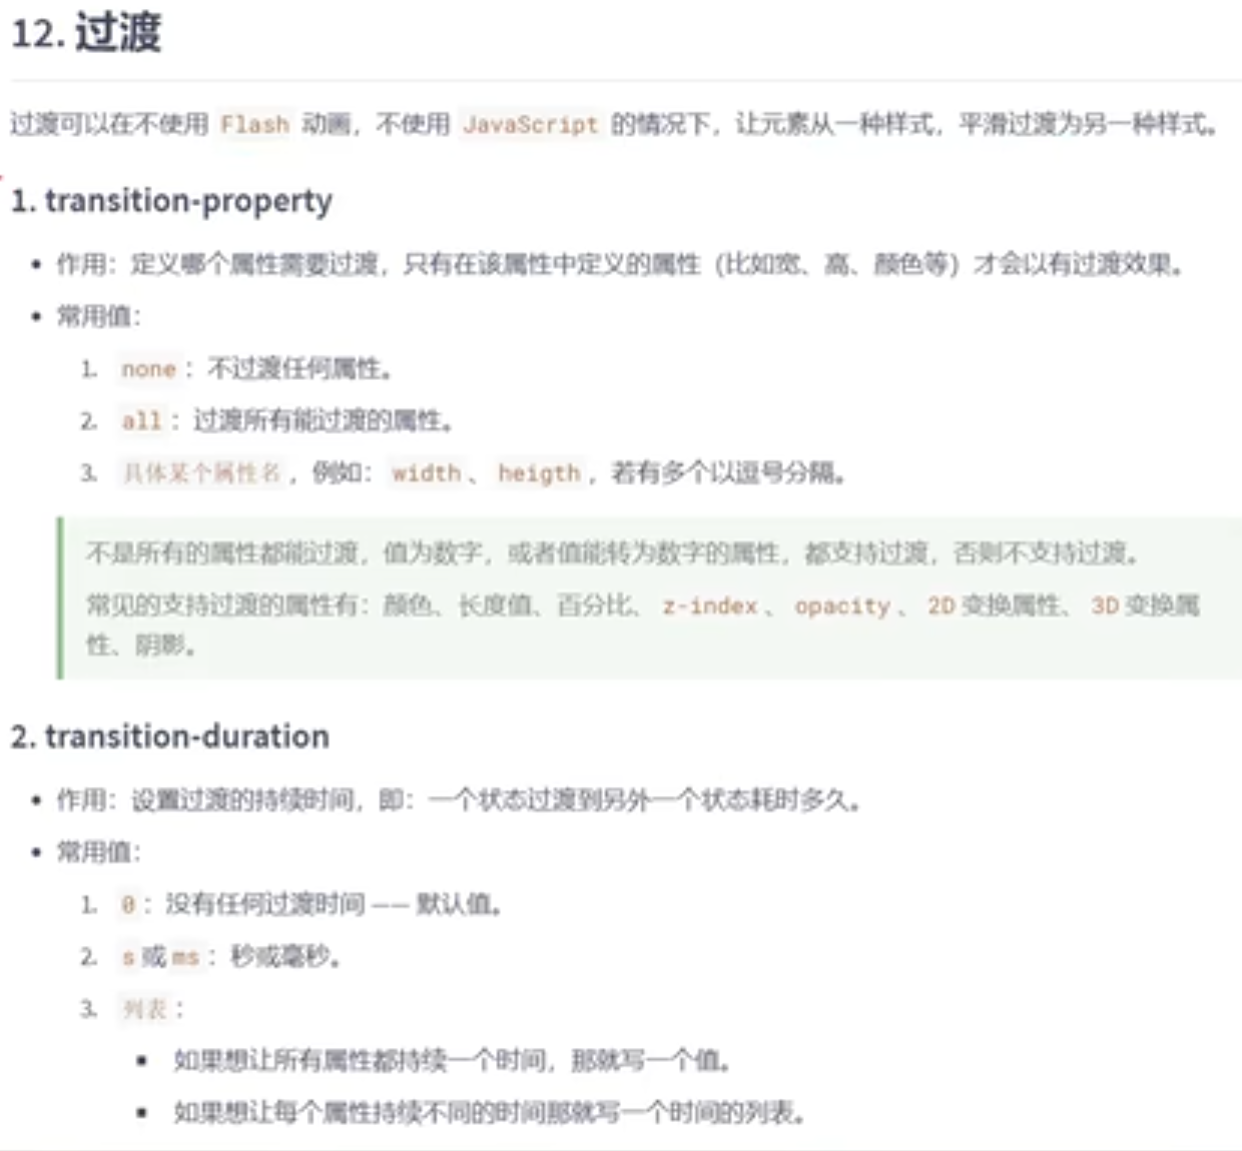 12. 过渡
过渡可以在不使用 Flash 动画，不使用 JavaScript 的情况下，让元素从一种样式，平滑过渡为另一种样式。
1. transition-property
• 作用：定义哪个属性需要过渡，只有在该属性中定义的属性（比如宽、高、颜色等）才会以有过渡效果。
• 常用值：
1. none：不过渡任何属性。
2. all：过渡所有能过渡的属性。
3. 具体某个属性名，例如：width、heigth，若有多个以逗号分隔。
不是所有的属性都能过渡，值为数字，或者值能转为数字的属性，都支持过渡，否则不支持过渡。
常见的支持过渡的属性有：颜色、长度值、百分比、z-index、opacity、2D 变换属性、3D 变换属
性、阴影。
2. transition-duration
• 作用：设置过渡的持续时间，即：一个状态过渡到另外一个状态耗时多久。
• 常用值：
1. 0：没有任何过渡时间 —— 默认值。
2. s 或 ms：秒或毫秒。
3. 列表：
▪ 如果想让所有属性都持续一个时间，那就写一个值。
▪ 如果想让每个属性持续不同的时间那就写一个时间的列表。